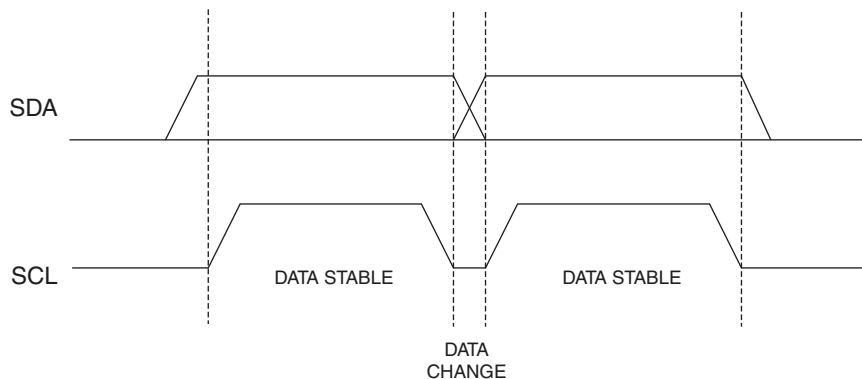 SDA
SCL
DATA STABLE
DATA STABLE
DATA
CHANGE